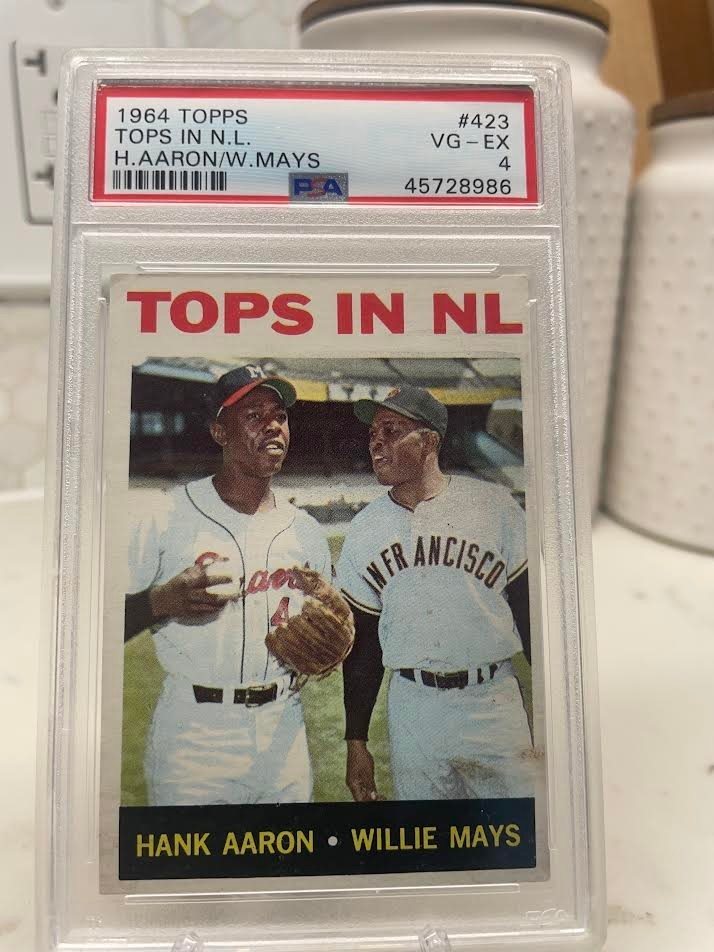 1964 TOPPS #423
TOPS IN N.L. VG-EX
H.AARON/W.MAYS 4
PSA 45728986
TOPS IN NL
M
Braves
4
AN FRANCISCO
HANK AARON • WILLIE MAYS